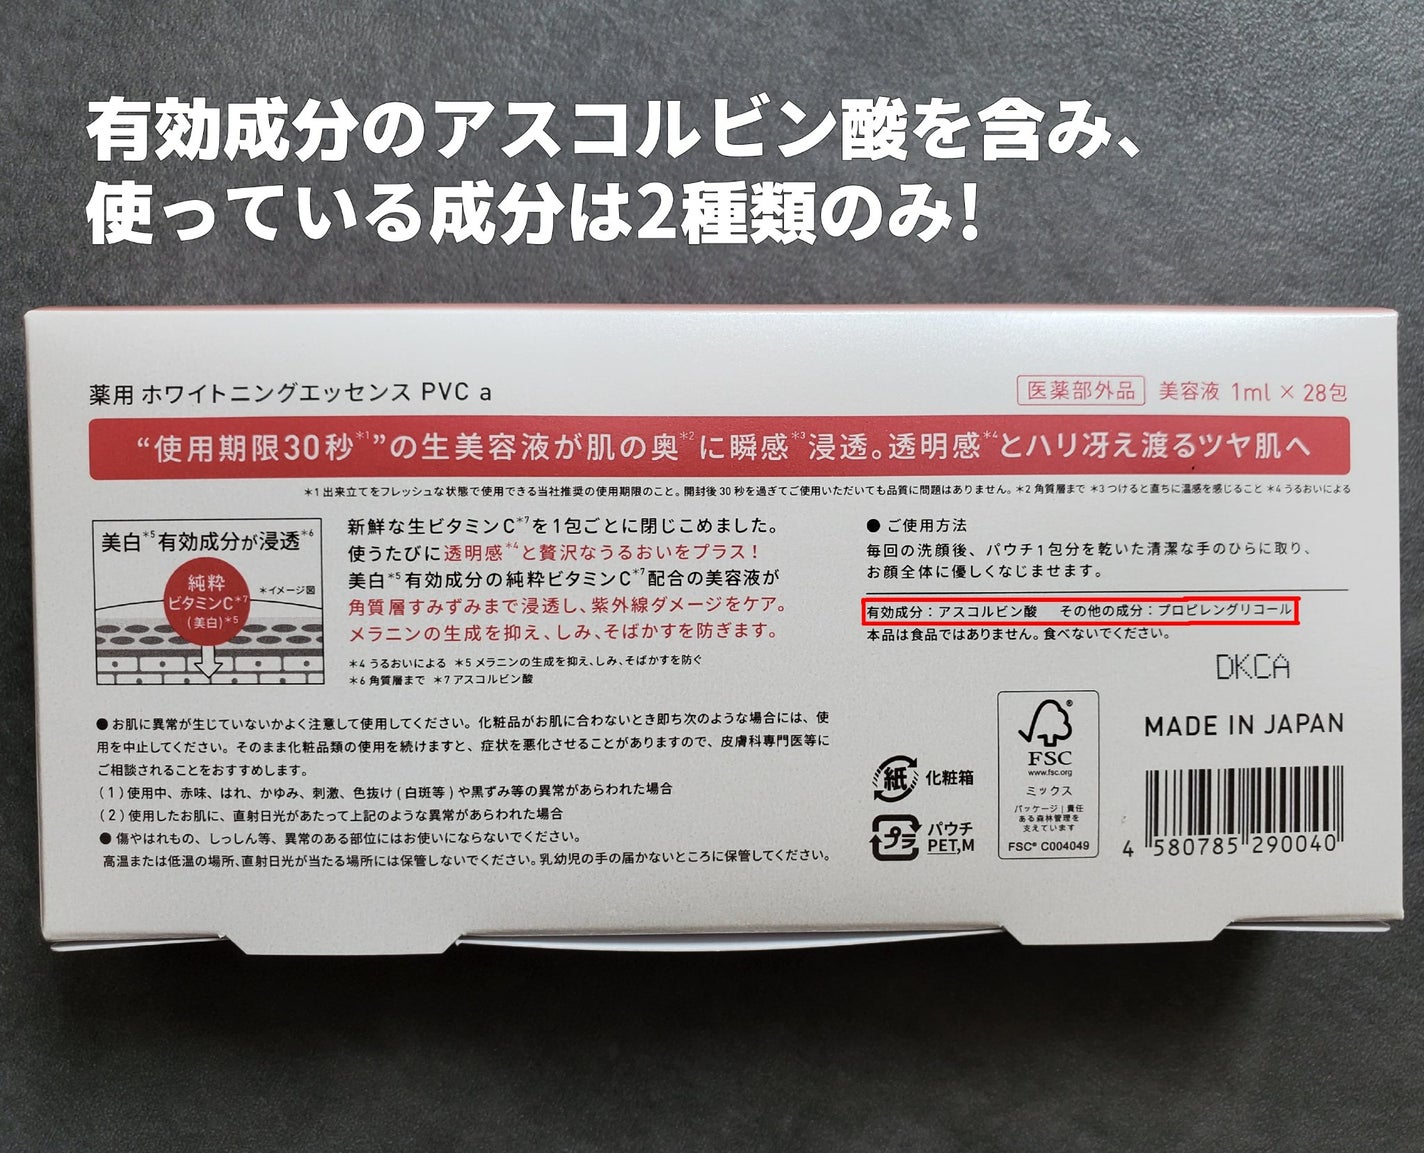 有効成分のアスコルビン酸を含み、
使っている成分は2種類のみ!
薬用 ホワイトニングエッセンス PVC a
医薬部外品 美容液 1ml × 28包
“使用期限30秒*1”の生美容液が肌の奥*2に瞬感*3浸透。透明感*4とハリ冴え渡るツヤ肌へ
*1 出来立てをフレッシュな状態で使用できる当社推奨の使用期限のこと。開封後30秒を過ぎてご使用いただいても品質に問題はありません。*2 角質層まで *3 つけると直ちに温感を感じること *4 うるおいによる
美白*5有効成分が浸透*6
純粋
ビタミンC*7
(美白)*5
*イメージ図
新鮮な生ビタミンC*7を1包ごとに閉じこめました。
使うたびに透明感*4と贅沢なうるおいをプラス!
美白*5有効成分の純粋ビタミンC*7配合の美容液が
角質層すみずみまで浸透し、紫外線ダメージをケア。
メラニンの生成を抑え、しみ、そばかすを防ぎます。
*4 うるおいによる *5 メラニンの生成を抑え、しみ、そばかすを防ぐ
*6 角質層まで *7 アスコルビン酸
● ご使用方法
毎回の洗顔後、パウチ1包分を乾いた清潔な手のひらに取り、
お顔全体に優しくなじませます。
有効成分:アスコルビン酸 その他の成分:プロピレングリコール
本品は食品ではありません。食べないでください。
DKCA
● お肌に異常が生じていないかよく注意して使用してください。化粧品がお肌に合わないとき即ち次のような場合には、使
用を中止してください。そのまま化粧品類の使用を続けますと、症状を悪化させることがありますので、皮膚科専門医等に
ご相談されることをおすすめします。
(1)使用中、赤味、はれ、かゆみ、刺激、色抜け(白斑等)や黒ずみ等の異常があらわれた場合
(2)使用したお肌に、直射日光があたって上記のような異常があらわれた場合
● 傷やはれもの、しっしん等、異常のある部位にはお使いにならないでください。
高温または低温の場所、直射日光が当たる場所には保管しないでください。乳幼児の手の届かないところに保管してください。
紙 化粧箱
プラ パウチ
PET,M
FSC
www.fsc.org
ミックス
パッケージ|責任
ある森林管理を
支えています
FSC® C004049
MADE IN JAPAN
4 580785 290040